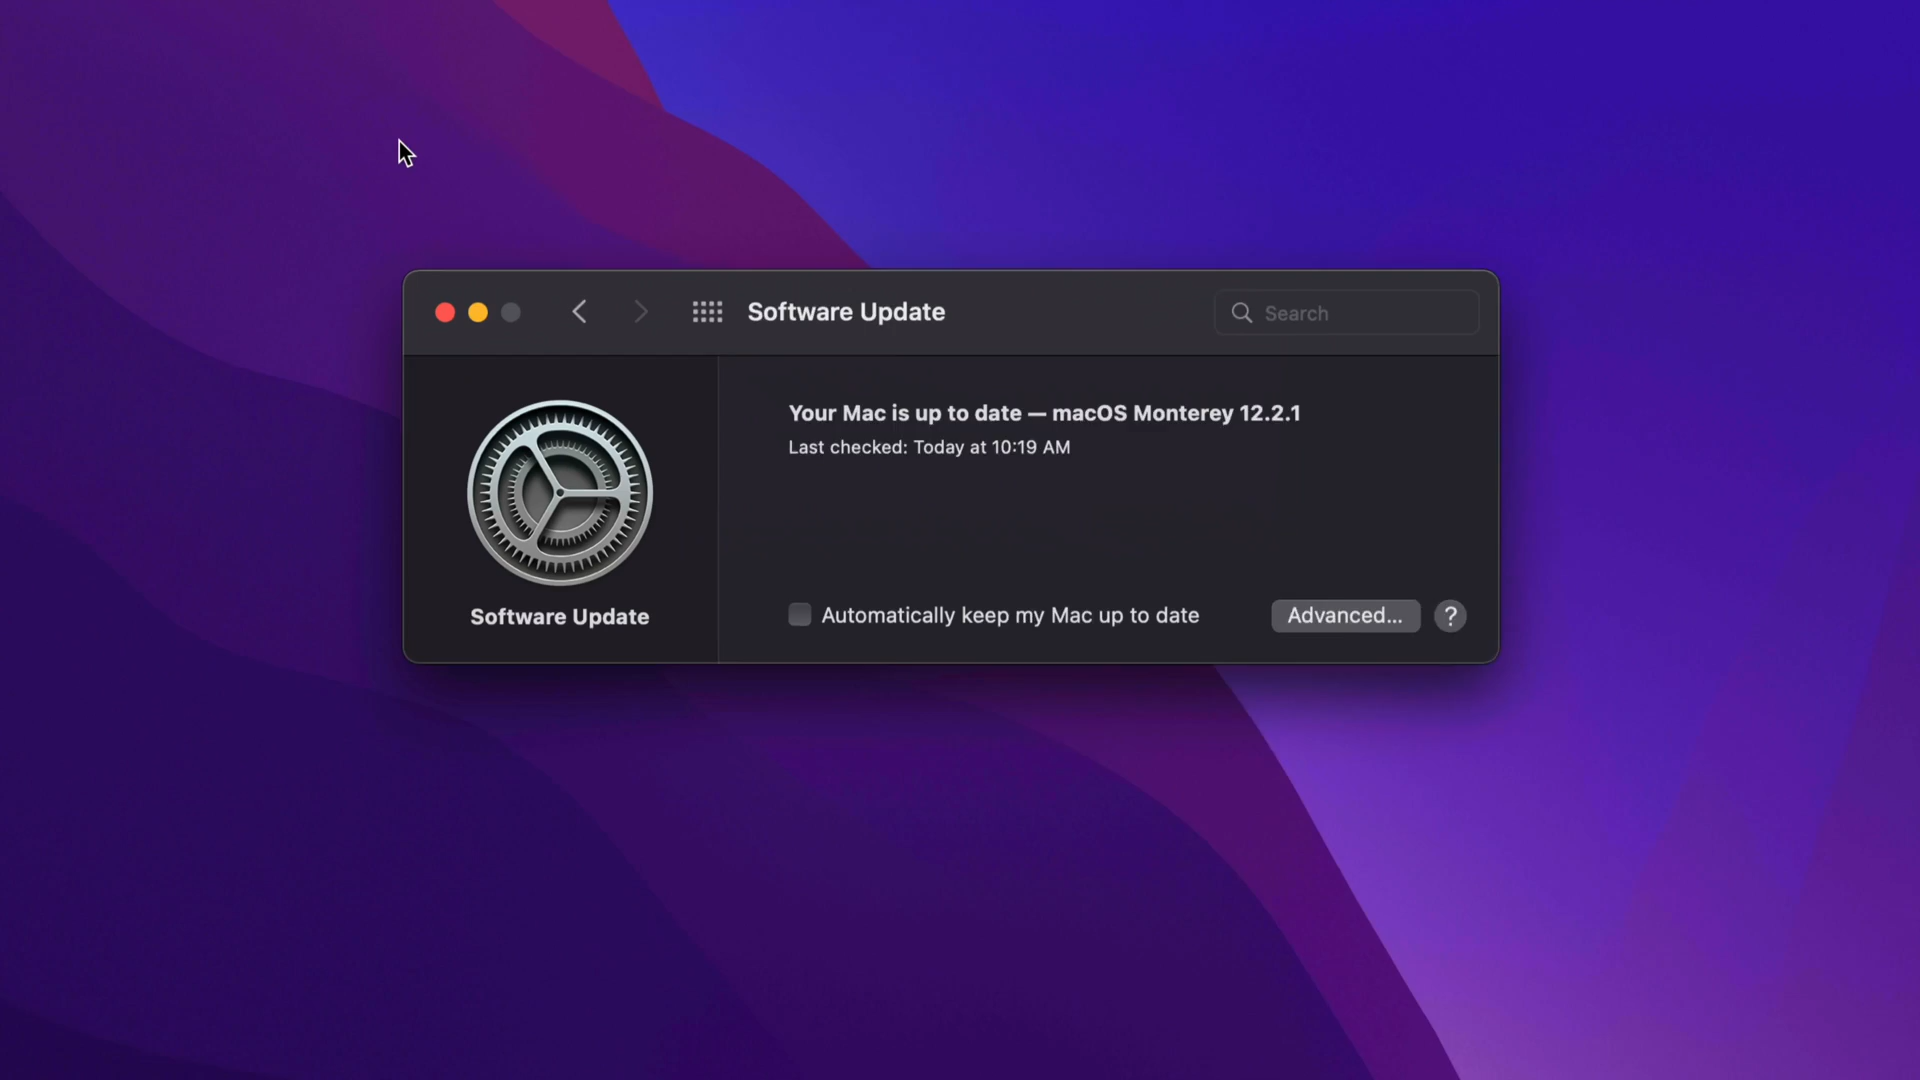 Software Update
Search
Your Mac is up to date — macOS Monterey 12.2.1
Last checked: Today at 10:19 AM
Software Update
Automatically keep my Mac up to date
Advanced...
?